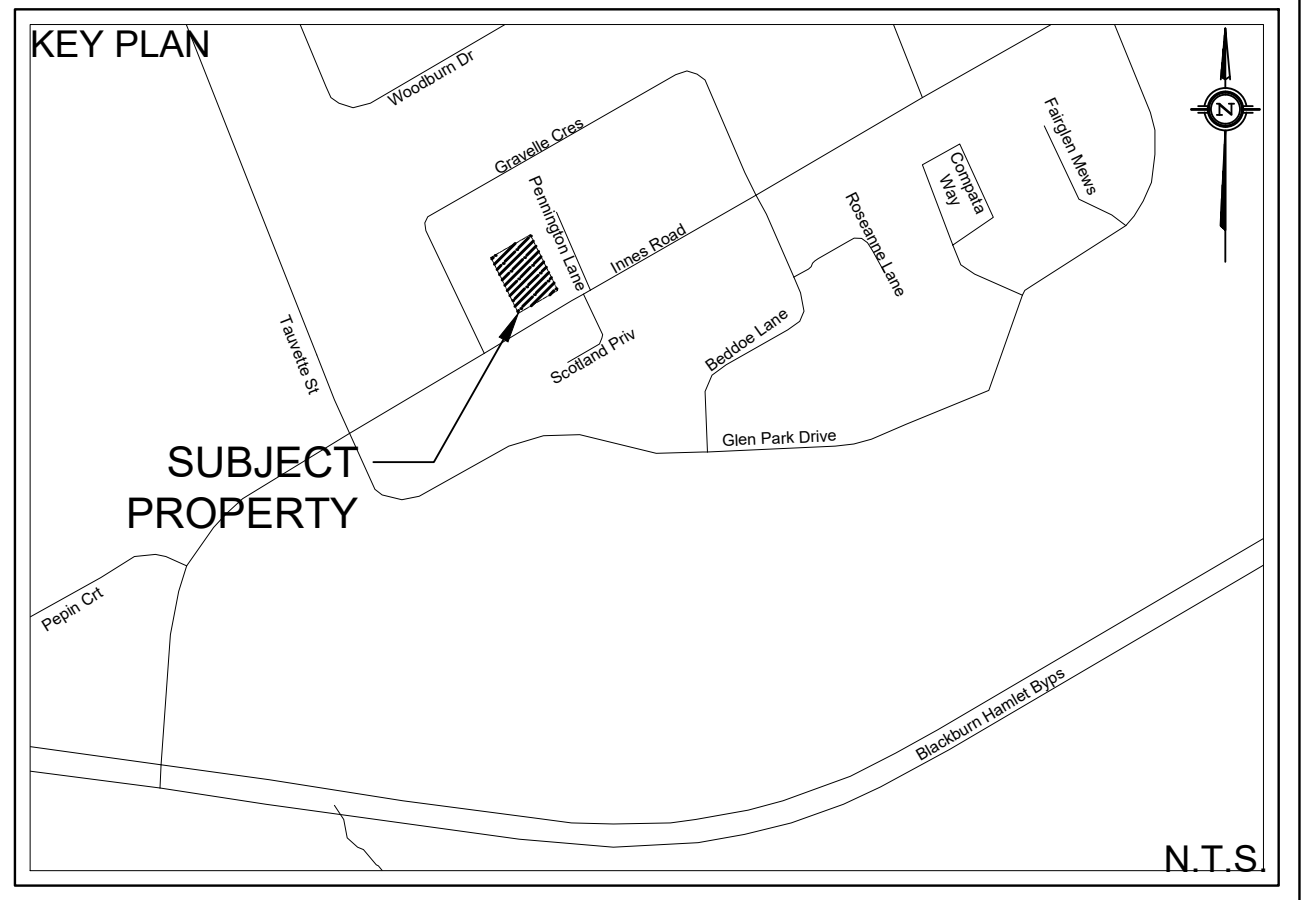 KEY PLAN
Woodburn Dr
Gravelle Cres
Pennington Lane
Innes Road
Fairglen Mews
Compata
Way
Roseanne Lane
N
Tauvette St
Scotland Priv
Beddoe Lane
Glen Park Drive
SUBJECT
PROPERTY
Pepin Crt
Blackburn Hamlet Byps
N.T.S.